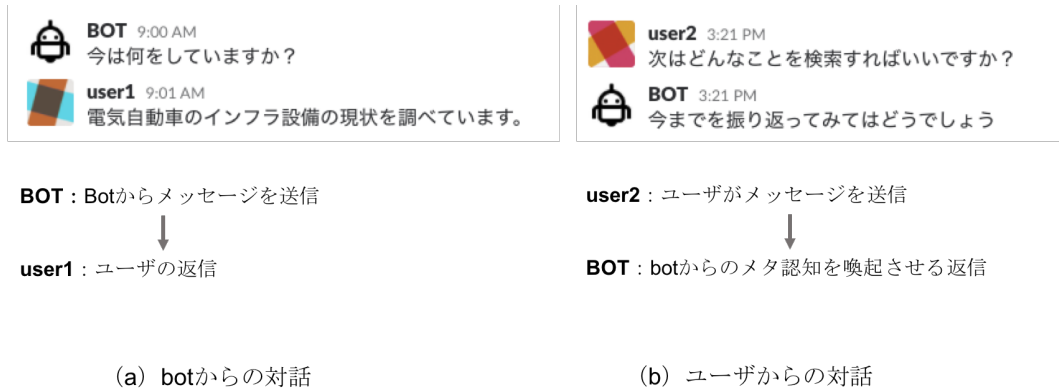 BOT 9:00 AM
今は何をしていますか？
user1 9:01 AM
電気自動車のインフラ設備の現状を調べています。
BOT：Botからメッセージを送信
user1：ユーザの返信
（a）botからの対話
user2 3:21 PM
次はどんなことを検索すればいいですか？
BOT 3:21 PM
今までを振り返ってみてはどうでしょう
user2：ユーザがメッセージを送信
BOT：botからのメタ認知を喚起させる返信
（b）ユーザからの対話